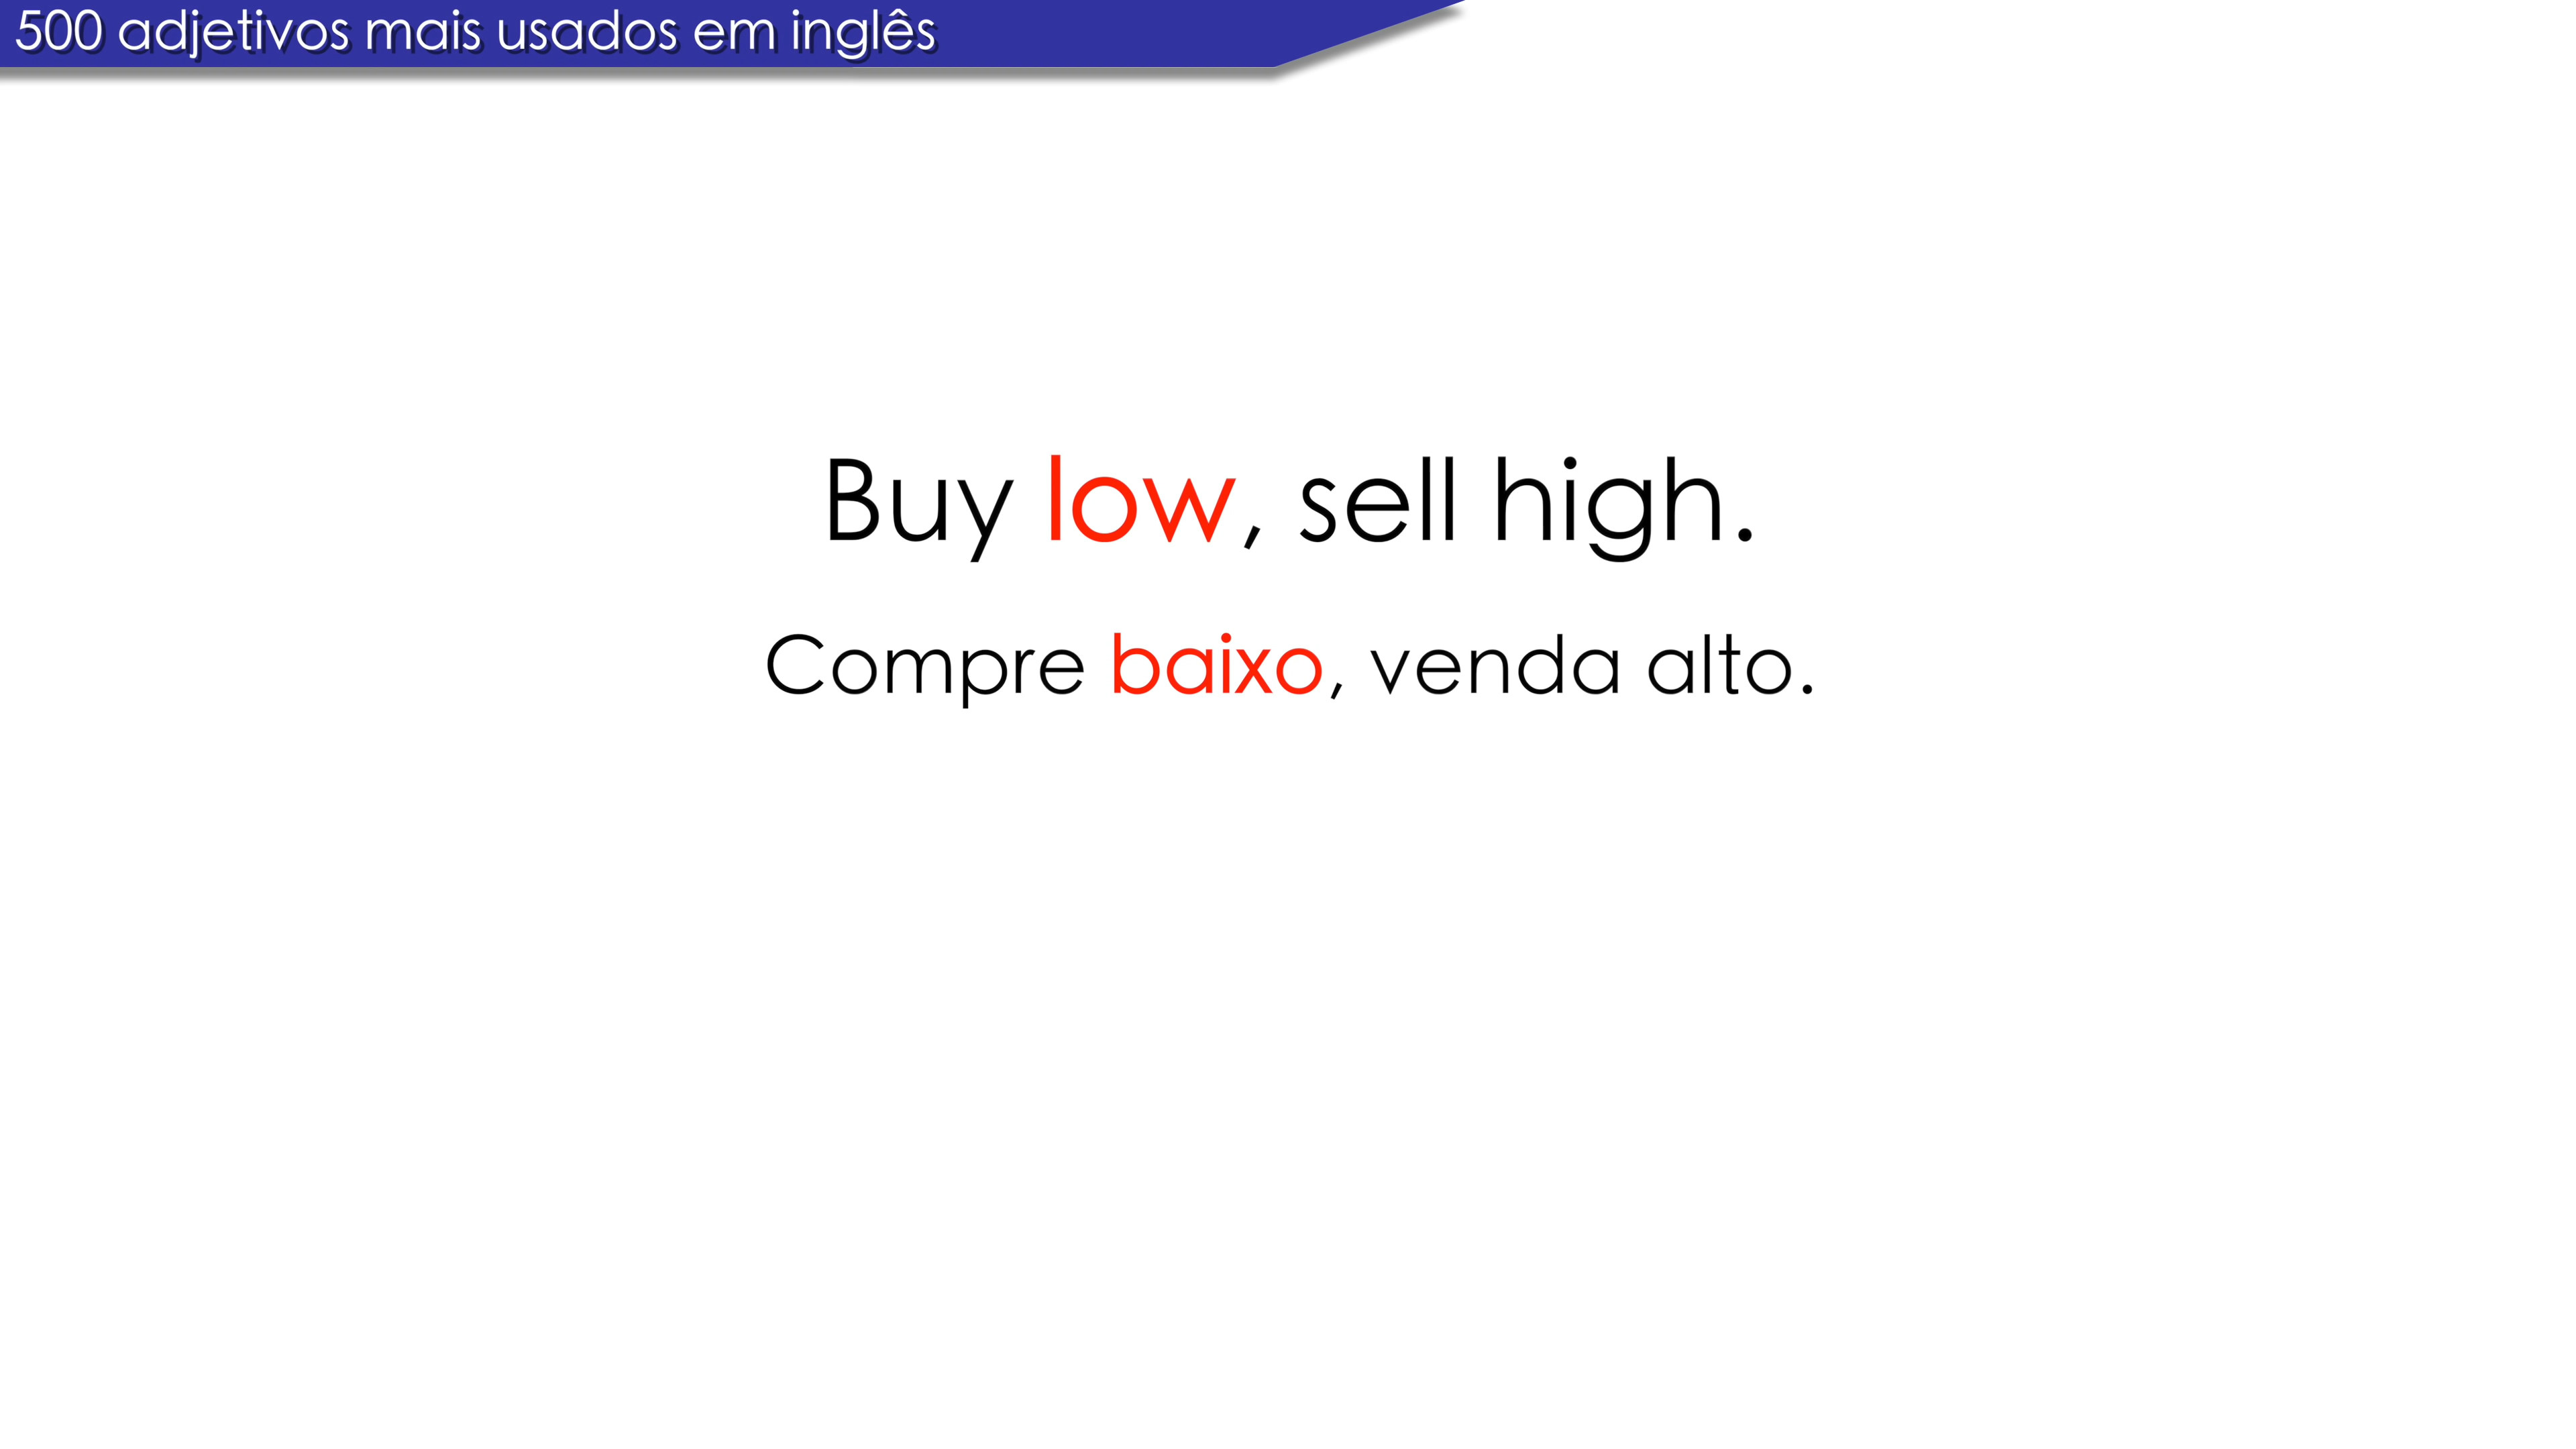 500 adjetivos mais usados em inglês
Buy low, sell high.
Compre baixo, venda alto.